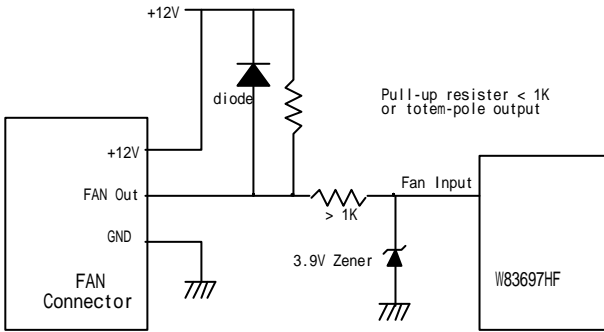 +12V
diode
Pull-up resister < 1K
or totem-pole output
+12V
FAN Out
Fan Input
> 1K
GND
3.9V Zener
FAN
Connector
W83697HF